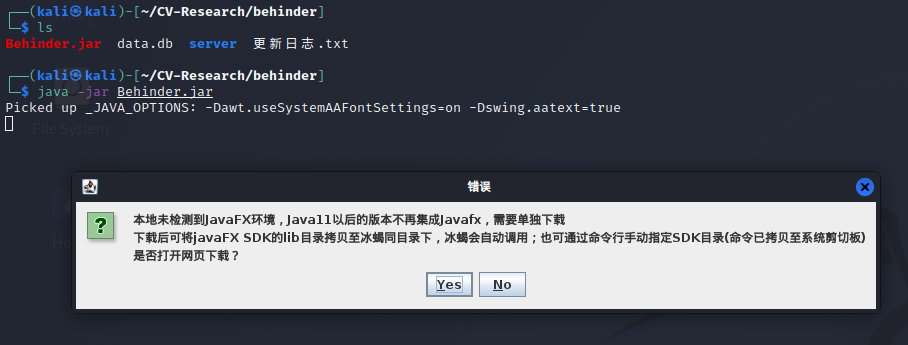 ┌──(kali㉿kali)-[~/CV-Research/behinder]
└─$ ls
Behinder.jar data.db server 更新日志.txt
┌──(kali㉿kali)-[~/CV-Research/behinder]
└─$ java -jar Behinder.jar
Picked up _JAVA_OPTIONS: -Dawt.useSystemAAFontSettings=on -Dswing.aatext=true
File System
错误
本地未检测到JavaFX环境，Java11以后的版本不再集成Javafx，需要单独下载
下载后可将javaFX SDK的lib目录拷贝至冰蝎同目录下，冰蝎会自动调用；也可通过命令行手动指定SDK目录(命令已拷贝至系统剪切板)
是否打开网页下载？
Yes No